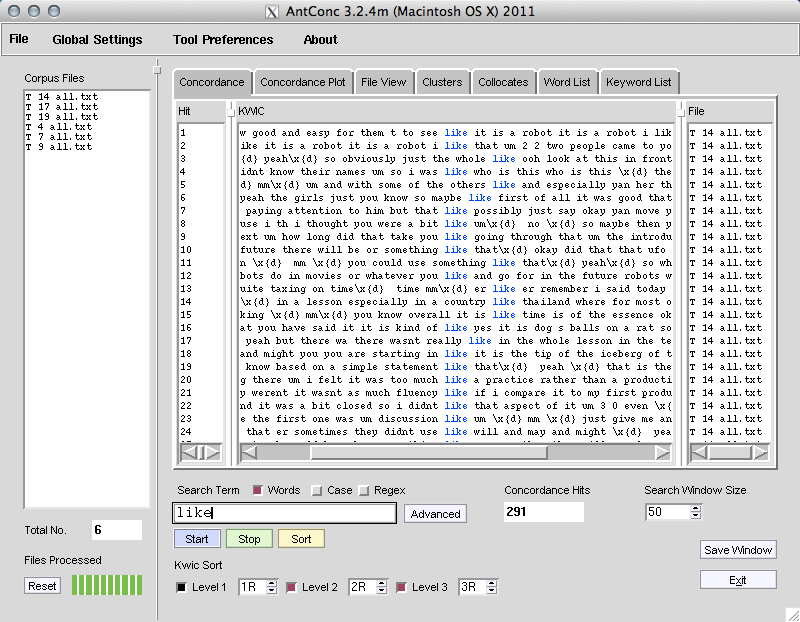 AntConc 3.2.4m (Macintosh OS X) 2011
File Global Settings Tool Preferences About
Corpus Files
T 14 all.txt
T 17 all.txt
T 19 all.txt
T 4 all.txt
T 7 all.txt
T 9 all.txt
Total No. 6
Files Processed
Reset
Concordance Concordance Plot File View Clusters Collocates Word List Keyword List
Hit KWIC File
1 w good and easy for them t to see like it is a robot it is a robot i lik T 14 all.txt
2 ike it is a robot it is a robot i like that um 2 2 two people came to yo T 14 all.txt
3 {d} yeah\x{d} so obviously just the whole like ooh look at this in front T 14 all.txt
4 idnt know their names um so i was like who is this who is this \x{d} the T 14 all.txt
5 d} mm\x{d} um and with some of the others like and especially yan her th T 14 all.txt
6 yeah the girls just you know so maybe like first of all it was good that T 14 all.txt
7 paying attention to him but that like possibly just say okay yan move y T 14 all.txt
8 use i th i thought you were a bit like um\x{d} no \x{d} so maybe then y T 14 all.txt
9 ext um how long did that take you like going through that um the introdu T 14 all.txt
10 future there will be or something like that\x{d} okay did that that ufo T 14 all.txt
11 n \x{d} mm \x{d} you could use something like that\x{d} yeah\x{d} so wh T 14 all.txt
12 bots do in movies or whatever you like and go for in the future robots w T 14 all.txt
13 uite taxing on time\x{d} time mm\x{d} er like er remember i said today T 14 all.txt
14 \x{d} in a lesson especially in a country like thailand where for most o T 14 all.txt
15 king \x{d} mm\x{d} you know overall it is like time is of the essence ok T 14 all.txt
16 at you have said it it is kind of like yes it is dog s balls on a rat so T 14 all.txt
17 yeah but there wa there wasnt really like in the whole lesson in the te T 14 all.txt
18 and might you you are starting in like it is the tip of the iceberg of t T 14 all.txt
19 know based on a simple statement like that\x{d} yeah \x{d} that is the T 14 all.txt
20 g there um i felt it was too much like a practice rather than a producti T 14 all.txt
21 y werent it wasnt as much fluency like if i compare it to my first produ T 14 all.txt
22 nd it was a bit closed so i didnt like that aspect of it um 3 0 even \x{ T 14 all.txt
23 e the first one was um discussion like um \x{d} mm \x{d} just give me an T 14 all.txt
24 that er sometimes they didnt use like will and may and might \x{d} yea T 14 all.txt
Search Term Words Case Regex Concordance Hits Search Window Size
like Advanced 291 50
Start Stop Sort
Save Window
Kwic Sort
Level 1 1R Level 2 2R Level 3 3R
Exit